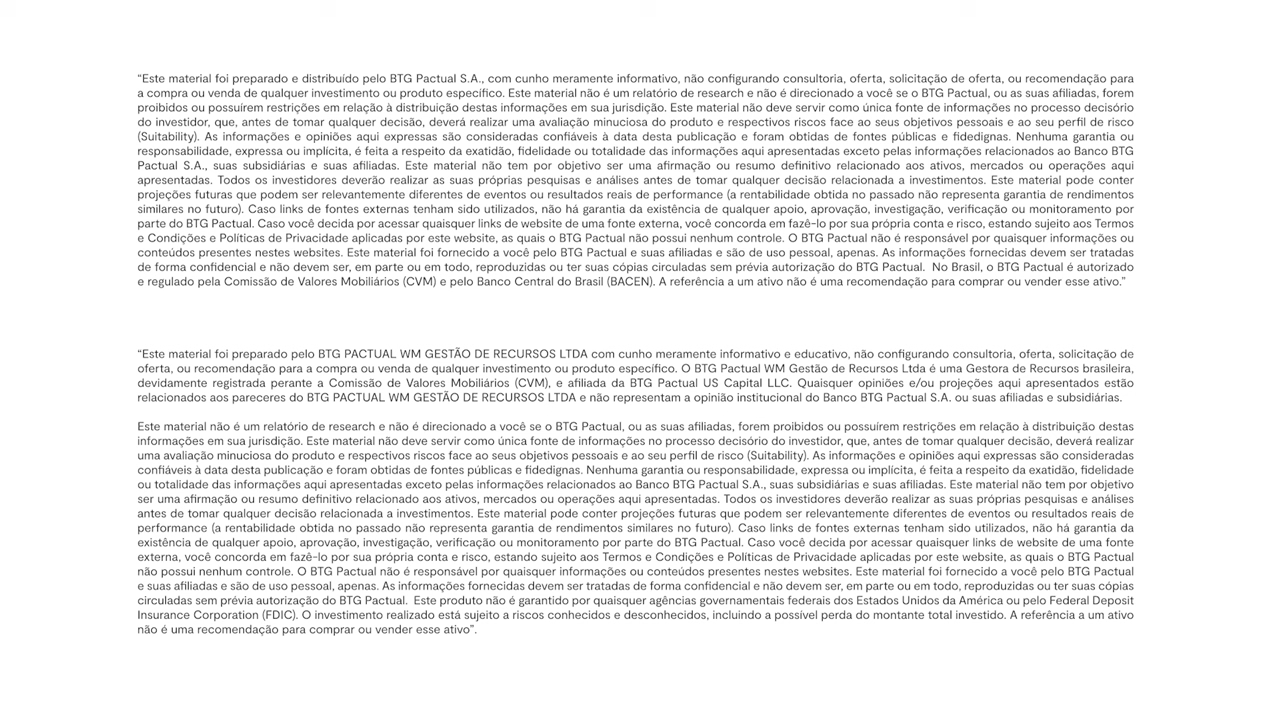 “Este material foi preparado e distribuído pelo BTG Pactual S.A., com cunho meramente informativo, não configurando consultoria, oferta, solicitação de oferta, ou recomendação para
a compra ou venda de qualquer investimento ou produto específico. Este material não é um relatório de research e não é direcionado a você se o BTG Pactual, ou as suas afiliadas, forem
proibidos ou possuírem restrições em relação à distribuição destas informações em sua jurisdição. Este material não deve servir como única fonte de informações no processo decisório
do investidor, que, antes de tomar qualquer decisão, deverá realizar uma avaliação minuciosa do produto e respectivos riscos face ao seus objetivos pessoais e ao seu perfil de risco
(Suitability). As informações e opiniões aqui expressas são consideradas confiáveis à data desta publicação e foram obtidas de fontes públicas e fidedignas. Nenhuma garantia ou
responsabilidade, expressa ou implícita, é feita a respeito da exatidão, fidelidade ou totalidade das informações aqui apresentadas exceto pelas informações relacionados ao Banco BTG
Pactual S.A., suas subsidiárias e suas afiliadas. Este material não tem por objetivo ser uma afirmação ou resumo definitivo relacionado aos ativos, mercados ou operações aqui
apresentadas. Todos os investidores deverão realizar as suas próprias pesquisas e análises antes de tomar qualquer decisão relacionada a investimentos. Este material pode conter
projeções futuras que podem ser relevantemente diferentes de eventos ou resultados reais de performance (a rentabilidade obtida no passado não representa garantia de rendimentos
similares no futuro). Caso links de fontes externas tenham sido utilizados, não há garantia da existência de qualquer apoio, aprovação, investigação, verificação ou monitoramento por
parte do BTG Pactual. Caso você decida por acessar quaisquer links de website de uma fonte externa, você concorda em fazê-lo por sua própria conta e risco, estando sujeito aos Termos
e Condições e Políticas de Privacidade aplicadas por este website, as quais o BTG Pactual não possui nenhum controle. O BTG Pactual não é responsável por quaisquer informações ou
conteúdos presentes nestes websites. Este material foi fornecido a você pelo BTG Pactual e suas afiliadas e são de uso pessoal, apenas. As informações fornecidas devem ser tratadas
de forma confidencial e não devem ser, em parte ou em todo, reproduzidas ou ter suas cópias circuladas sem prévia autorização do BTG Pactual.  No Brasil, o BTG Pactual é autorizado
e regulado pela Comissão de Valores Mobiliários (CVM) e pelo Banco Central do Brasil (BACEN). A referência a um ativo não é uma recomendação para comprar ou vender esse ativo.”
“Este material foi preparado pelo BTG PACTUAL WM GESTÃO DE RECURSOS LTDA com cunho meramente informativo e educativo, não configurando consultoria, oferta, solicitação de
oferta, ou recomendação para a compra ou venda de qualquer investimento ou produto específico. O BTG Pactual WM Gestão de Recursos Ltda é uma Gestora de Recursos brasileira,
devidamente registrada perante a Comissão de Valores Mobiliários (CVM), e afiliada da BTG Pactual US Capital LLC. Quaisquer opiniões e/ou projeções aqui apresentados estão
relacionados aos pareceres do BTG PACTUAL WM GESTÃO DE RECURSOS LTDA e não representam a opinião institucional do Banco BTG Pactual S.A. ou suas afiliadas e subsidiárias.
Este material não é um relatório de research e não é direcionado a você se o BTG Pactual, ou as suas afiliadas, forem proibidos ou possuírem restrições em relação à distribuição destas
informações em sua jurisdição. Este material não deve servir como única fonte de informações no processo decisório do investidor, que, antes de tomar qualquer decisão, deverá realizar
uma avaliação minuciosa do produto e respectivos riscos face ao seus objetivos pessoais e ao seu perfil de risco (Suitability). As informações e opiniões aqui expressas são consideradas
confiáveis à data desta publicação e foram obtidas de fontes públicas e fidedignas. Nenhuma garantia ou responsabilidade, expressa ou implícita, é feita a respeito da exatidão, fidelidade
ou totalidade das informações aqui apresentadas exceto pelas informações relacionados ao Banco BTG Pactual S.A., suas subsidiárias e suas afiliadas. Este material não tem por objetivo
ser uma afirmação ou resumo definitivo relacionado aos ativos, mercados ou operações aqui apresentadas. Todos os investidores deverão realizar as suas próprias pesquisas e análises
antes de tomar qualquer decisão relacionada a investimentos. Este material pode conter projeções futuras que podem ser relevantemente diferentes de eventos ou resultados reais de
performance (a rentabilidade obtida no passado não representa garantia de rendimentos similares no futuro). Caso links de fontes externas tenham sido utilizados, não há garantia da
existência de qualquer apoio, aprovação, investigação, verificação ou monitoramento por parte do BTG Pactual. Caso você decida por acessar quaisquer links de website de uma fonte
externa, você concorda em fazê-lo por sua própria conta e risco, estando sujeito aos Termos e Condições e Políticas de Privacidade aplicadas por este website, as quais o BTG Pactual
não possui nenhum controle. O BTG Pactual não é responsável por quaisquer informações ou conteúdos presentes nestes websites. Este material foi fornecido a você pelo BTG Pactual
e suas afiliadas e são de uso pessoal, apenas. As informações fornecidas devem ser tratadas de forma confidencial e não devem ser, em parte ou em todo, reproduzidas ou ter suas cópias
circuladas sem prévia autorização do BTG Pactual.  Este produto não é garantido por quaisquer agências governamentais federais dos Estados Unidos da América ou pelo Federal Deposit
Insurance Corporation (FDIC). O investimento realizado está sujeito a riscos conhecidos e desconhecidos, incluindo a possível perda do montante total investido. A referência a um ativo
não é uma recomendação para comprar ou vender esse ativo”.